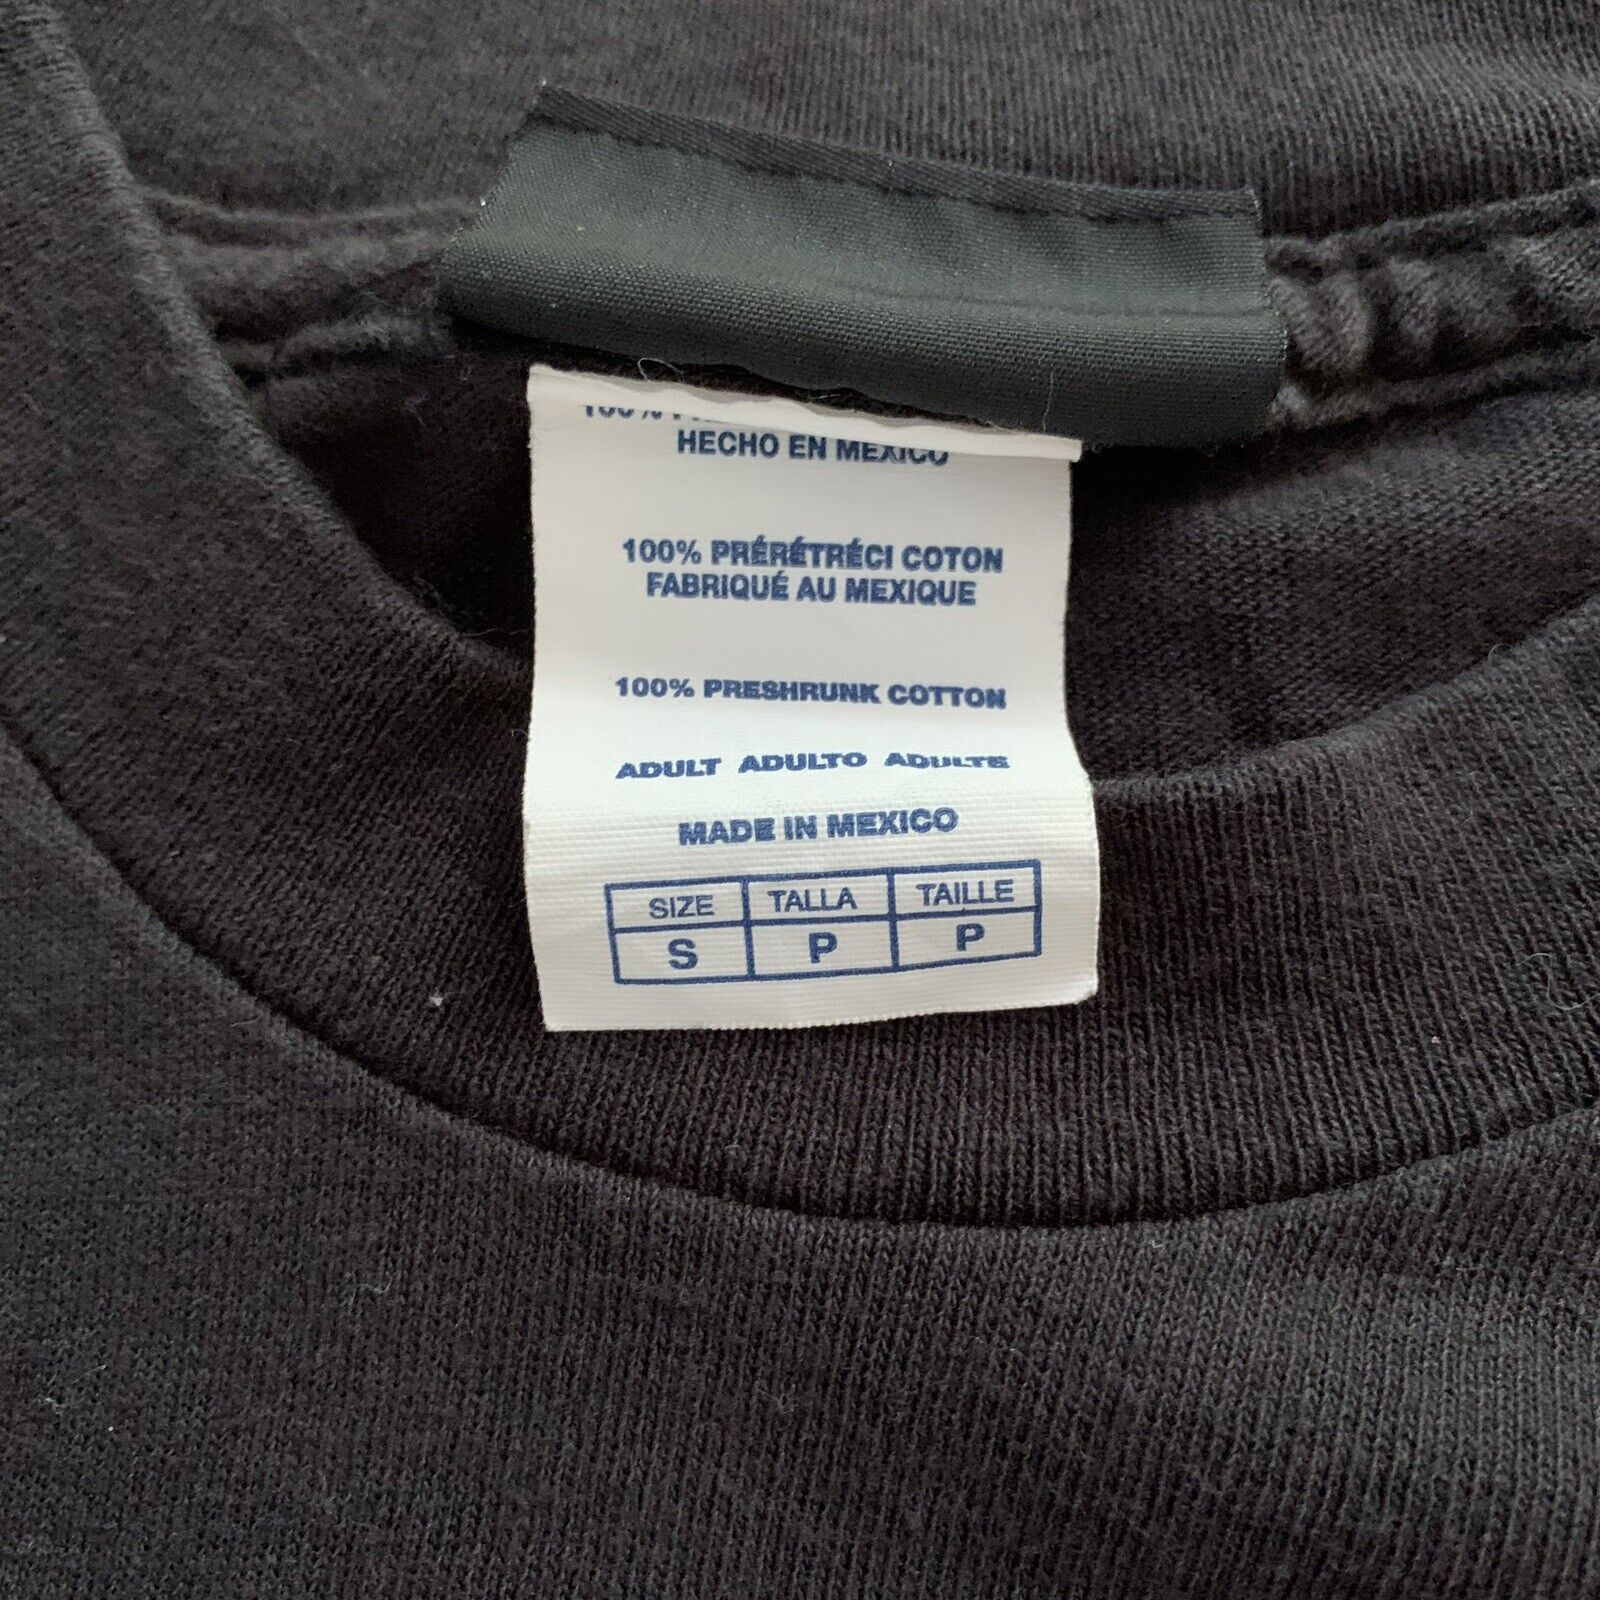 100%
HECHO EN MEXICO
100% PRÉRÉTRÉCI COTON
FABRIQUÉ AU MEXIQUE
100% PRESHRUNK COTTON
ADULT ADULTO ADULTE
MADE IN MEXICO
SIZE TALLA TAILLE
S P P